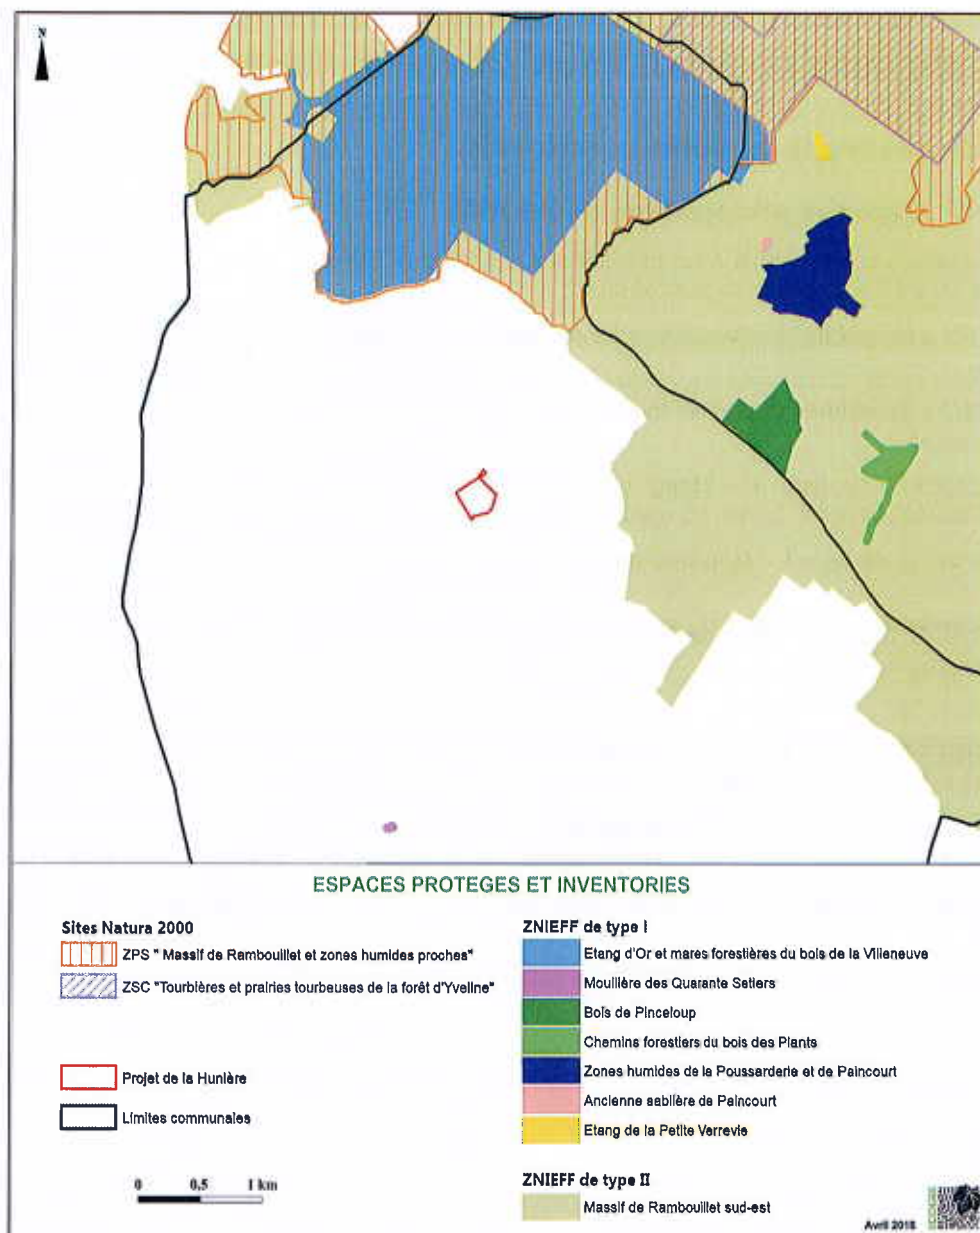 N
ESPACES PROTEGES ET INVENTORIES
Sites Natura 2000
ZPS " Massif de Rambouillet et zones humides proches"
ZSC "Tourbières et prairies tourbeuses de la forêt d'Yveline"
Projet de la Hunière
Limites communales
0 0,5 1 km
ZNIEFF de type I
Etang d'Or et mares forestières du bois de la Villeneuve
Mouillère des Quarante Setiers
Bois de Pinceloup
Chemins forestiers du bois des Plants
Zones humides de la Poussarderie et de Paincourt
Ancienne sablière de Paincourt
Etang de la Petite Verrevie
ZNIEFF de type II
Massif de Rambouillet sud-est
Avril 2018